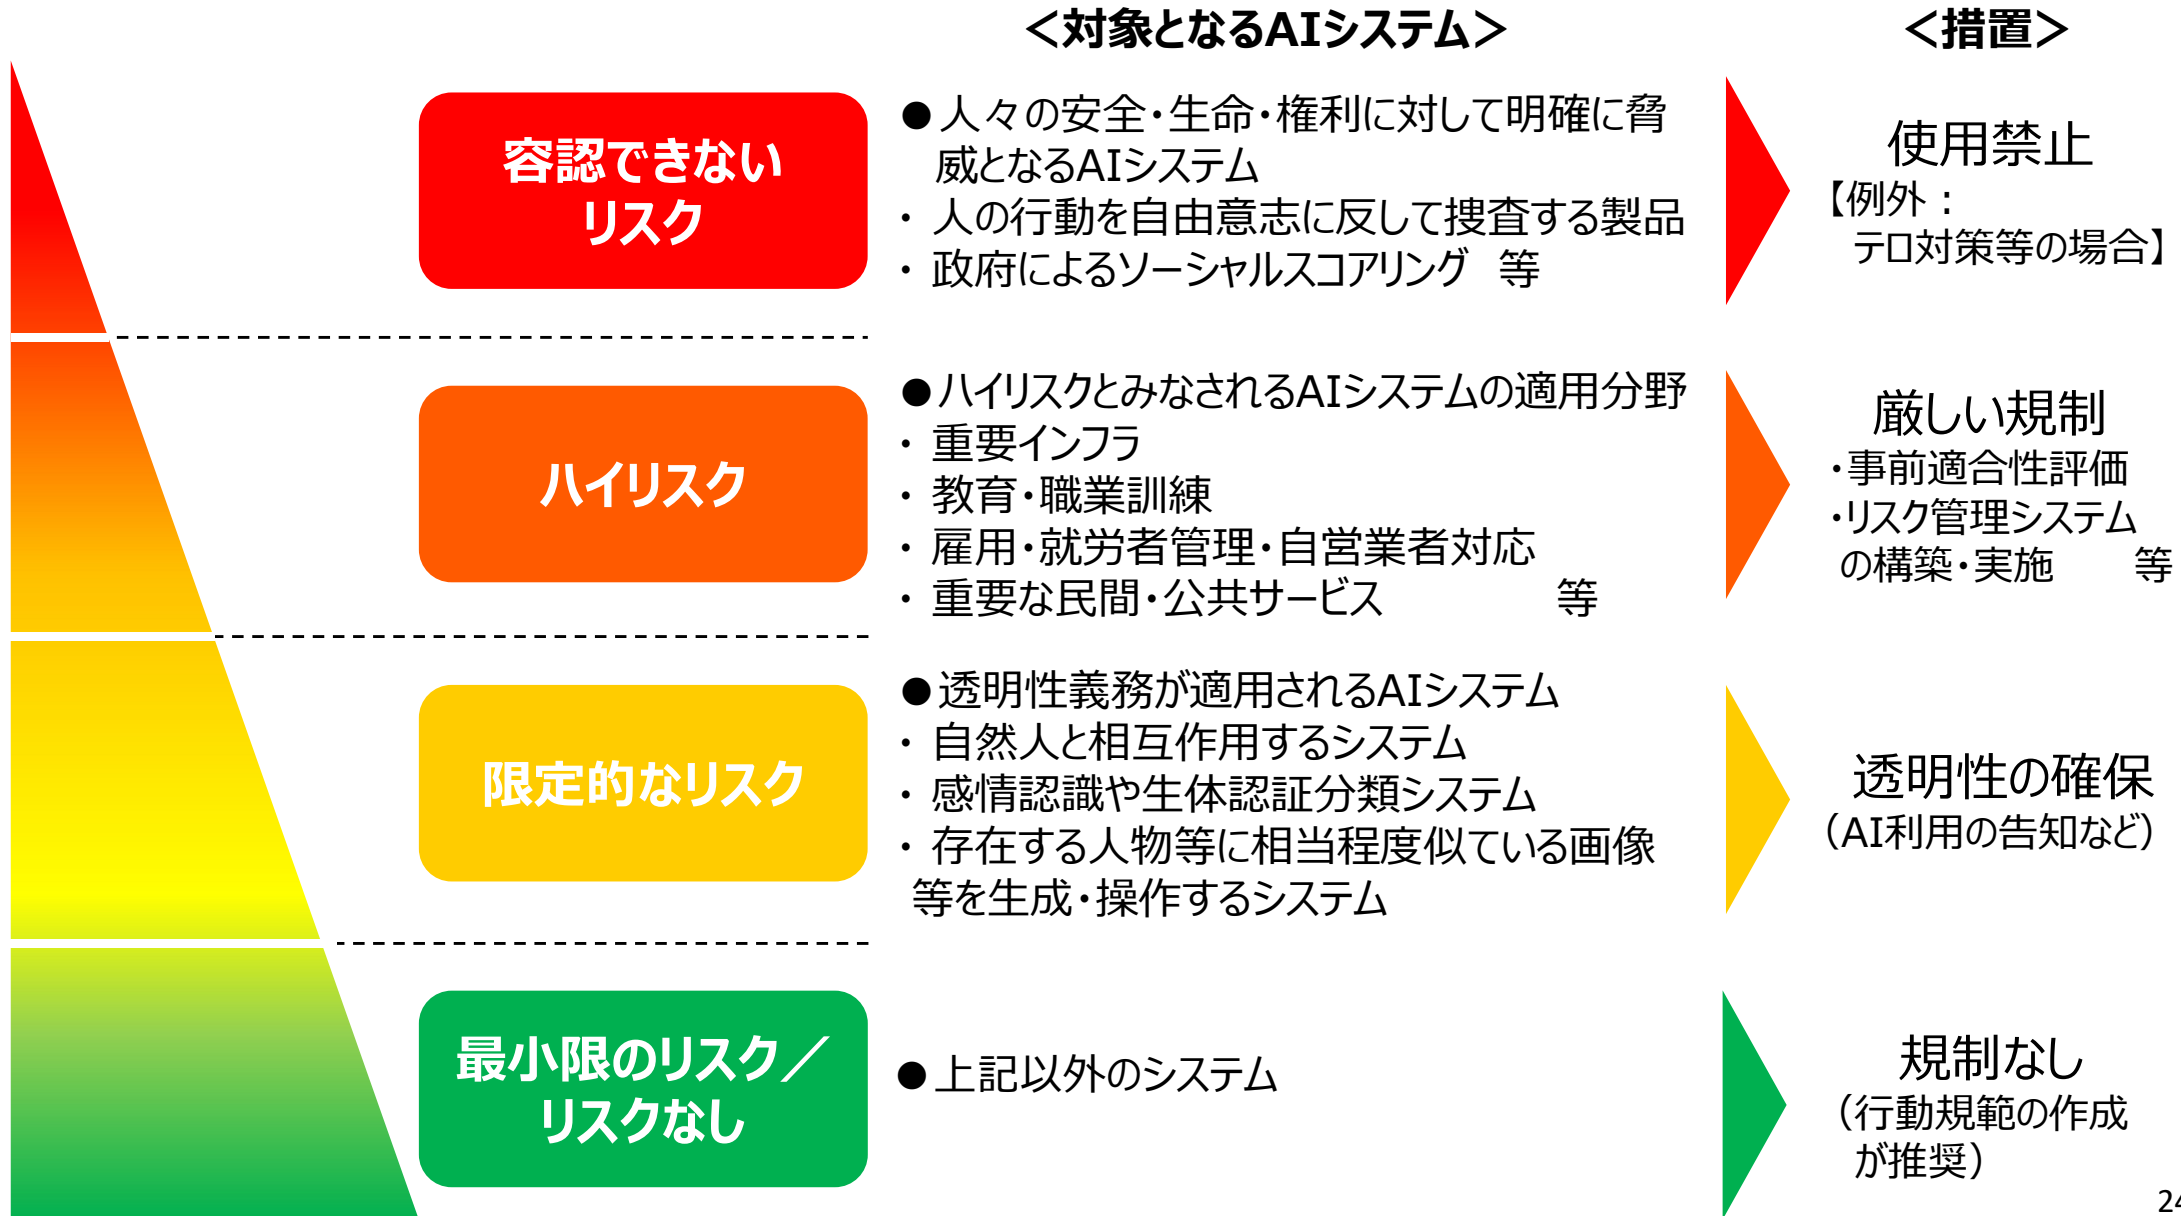 ＜対象となるAIシステム＞
＜措置＞
容認できない
リスク
●人々の安全・生命・権利に対して明確に脅
威となるAIシステム
・ 人の行動を自由意志に反して捜査する製品
・ 政府によるソーシャルスコアリング　等
使用禁止
【例外：
テロ対策等の場合】
ハイリスク
●ハイリスクとみなされるAIシステムの適用分野
・ 重要インフラ
・ 教育・職業訓練
・ 雇用・就労者管理・自営業者対応
・ 重要な民間・公共サービス　　　　等
厳しい規制
・事前適合性評価
・リスク管理システム
の構築・実施　　等
限定的なリスク
●透明性義務が適用されるAIシステム
・ 自然人と相互作用するシステム
・ 感情認識や生体認証分類システム
・ 存在する人物等に相当程度似ている画像
等を生成・操作するシステム
透明性の確保
（AI利用の告知など）
最小限のリスク／
リスクなし
●上記以外のシステム
規制なし
（行動規範の作成
が推奨）
24